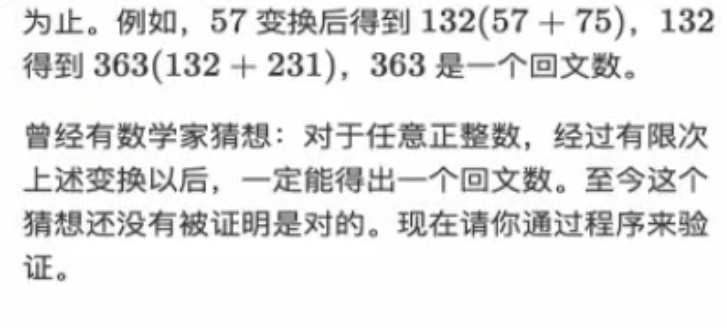 为止。例如，57 变换后得到 132(57 + 75)，132
得到 363(132 + 231)，363 是一个回文数。
曾经有数学家猜想：对于任意正整数，经过有限次
上述变换以后，一定能得出一个回文数。至今这个
猜想还没有被证明是对的。现在请你通过程序来验
证。